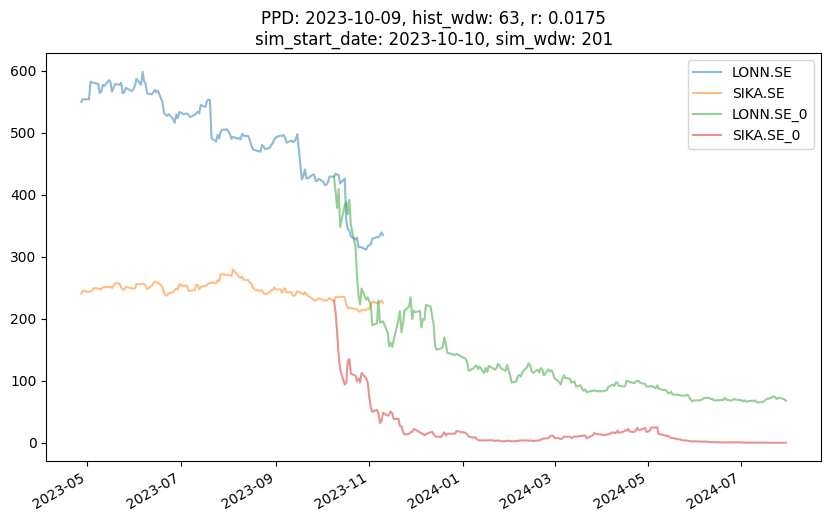 PPD: 2023-10-09, hist_wdw: 63, r: 0.0175
sim_start_date: 2023-10-10, sim_wdw: 201
LONN.SE
SIKA.SE
LONN.SE_0
SIKA.SE_0
600
500
400
300
200
100
0
2023-05
2023-07
2023-09
2023-11
2024-01
2024-03
2024-05
2024-07